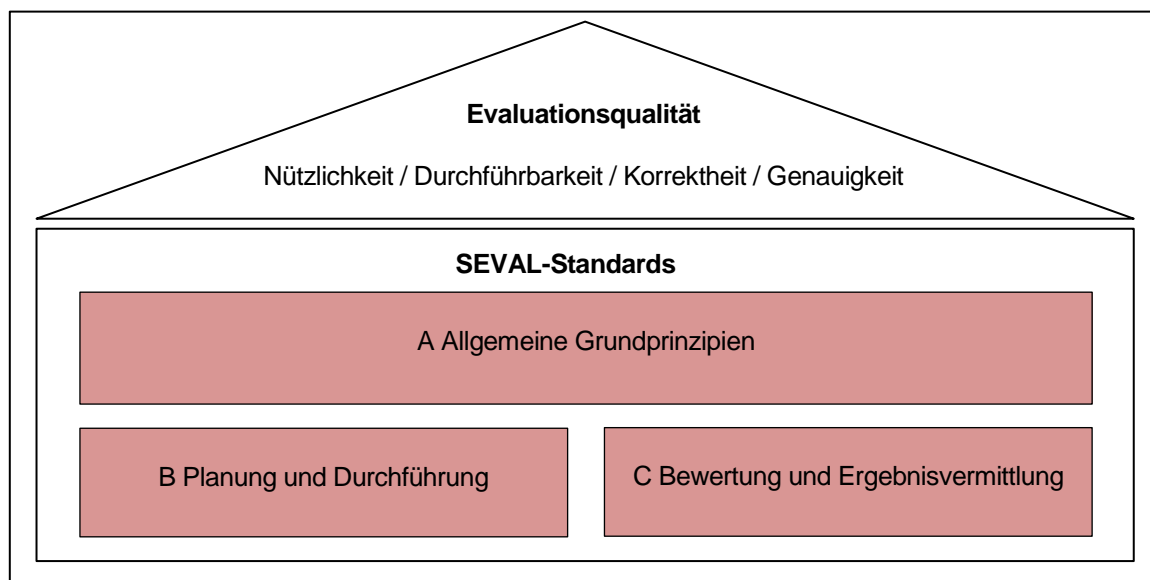 Evaluationsqualität
Nützlichkeit / Durchführbarkeit / Korrektheit / Genauigkeit
SEVAL-Standards
A Allgemeine Grundprinzipien
B Planung und Durchführung
C Bewertung und Ergebnisvermittlung